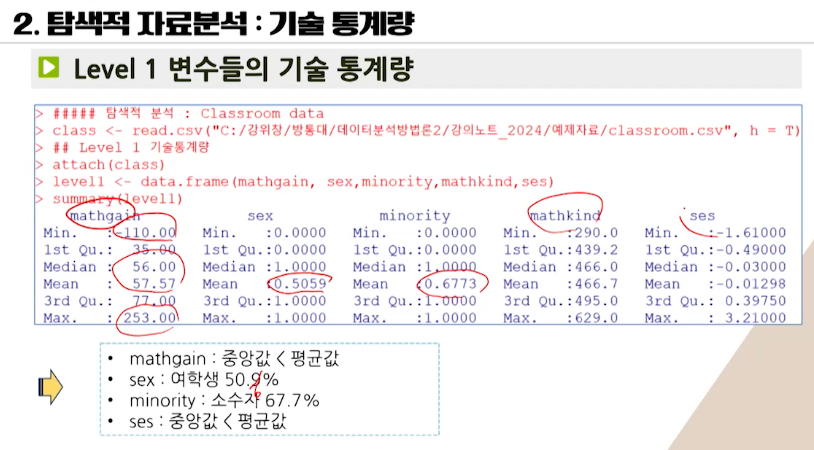 2. 탐색적 자료분석 : 기술 통계량
Level 1 변수들의 기술 통계량
> ##### 탐색적 분석 : Classroom data
> class <- read.csv("C:/강위창/방통대/데이터분석방법론2/강의노트_2024/예제자료/classroom.csv", h = T)
> ## Level 1 기술통계량
> attach(class)
> level1 <- data.frame(mathgain, sex,minority,mathkind,ses)
> summary(level1)
mathgain sex minority mathkind ses
Min. :-110.00 Min. :0.0000 Min. :0.0000 Min. :290.0 Min. :-1.61000
1st Qu.: 35.00 1st Qu.:0.0000 1st Qu.:0.0000 1st Qu.:439.2 1st Qu.:-0.49000
Median : 56.00 Median :1.0000 Median :1.0000 Median :466.0 Median :-0.03000
Mean : 57.57 Mean :0.5059 Mean :0.6773 Mean :466.7 Mean :-0.01298
3rd Qu.: 77.00 3rd Qu.:1.0000 3rd Qu.:1.0000 3rd Qu.:495.0 3rd Qu.: 0.39750
Max. : 253.00 Max. :1.0000 Max. :1.0000 Max. :629.0 Max. : 3.21000
• mathgain : 중앙값 < 평균값
• sex : 여학생 50.9%
• minority : 소수자 67.7%
• ses : 중앙값 < 평균값